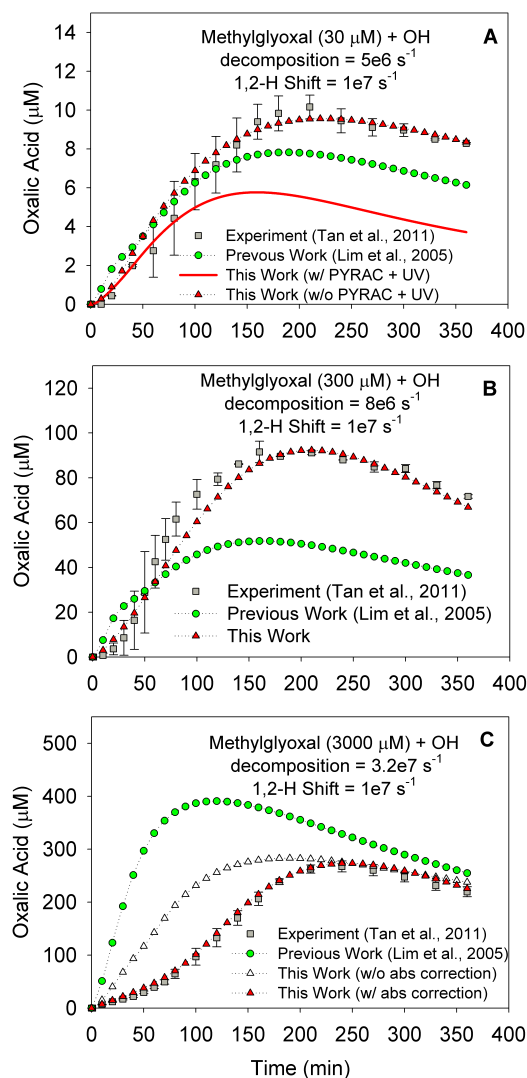 14
12
10
8
6
4
2
0
Oxalic Acid (μM)
Methylglyoxal (30 μM) + OH
decomposition = 5e6 s⁻¹
1,2-H Shift = 1e7 s⁻¹
A
Experiment (Tan et al., 2011)
Prevous Work (Lim et al., 2005)
This Work (w/ PYRAC + UV)
This Work (w/o PYRAC + UV)
0 50 100 150 200 250 300 350 400
120
100
80
60
40
20
0
Oxalic Acid (μM)
Methylglyoxal (300 μM) + OH
decomposition = 8e6 s⁻¹
1,2-H Shift = 1e7 s⁻¹
B
Experiment (Tan et al., 2011)
Previous Work (Lim et al., 2005)
This Work
0 50 100 150 200 250 300 350 400
500
400
300
200
100
0
Oxalic Acid (μM)
Methylglyoxal (3000 μM) + OH
decomposition = 3.2e7 s⁻¹
1,2-H Shift = 1e7 s⁻¹
C
Experiment (Tan et al., 2011)
Previous Work (Lim et al., 2005)
This Work (w/o abs correction)
This Work (w/ abs correction)
0 50 100 150 200 250 300 350 400
Time (min)